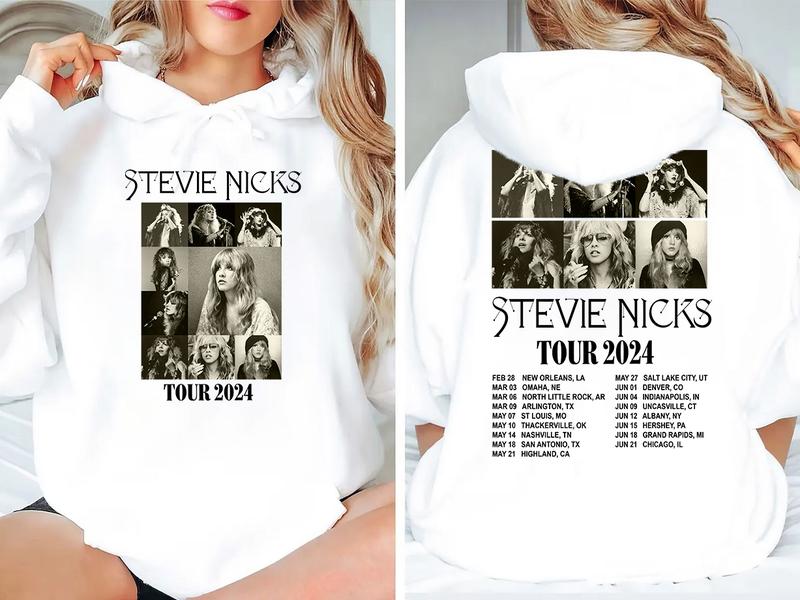 STEVIE NICKS
TOUR 2024
STEVIE NICKS
TOUR 2024
FEB 28 NEW ORLEANS, LA
MAR 03 OMAHA, NE
MAR 06 NORTH LITTLE ROCK, AR
MAR 09 ARLINGTON, TX
MAY 07 ST LOUIS, MO
MAY 10 THACKERVILLE, OK
MAY 14 NASHVILLE, TN
MAY 18 SAN ANTONIO, TX
MAY 21 HIGHLAND, CA
MAY 27 SALT LAKE CITY, UT
JUN 01 DENVER, CO
JUN 04 INDIANAPOLIS, IN
JUN 09 UNCASVILLE, CT
JUN 12 ALBANY, NY
JUN 15 HERSHEY, PA
JUN 18 GRAND RAPIDS, MI
JUN 21 CHICAGO, IL